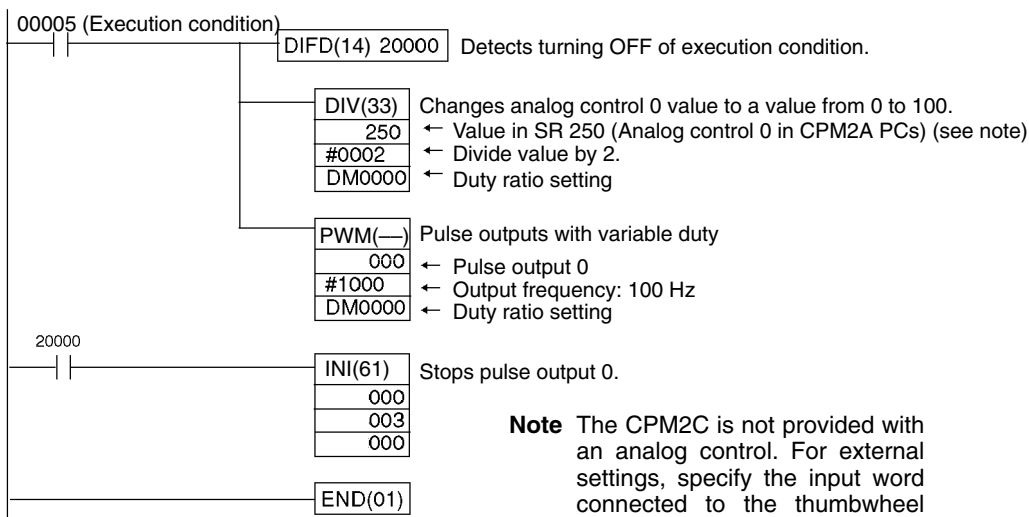 00005 (Execution condition)
DIFD(14) 20000 Detects turning OFF of execution condition.
DIV(33) Changes analog control 0 value to a value from 0 to 100.
250 ← Value in SR 250 (Analog control 0 in CPM2A PCs) (see note)
#0002 ← Divide value by 2.
DM0000 ← Duty ratio setting
PWM(—) Pulse outputs with variable duty
000 ← Pulse output 0
#1000 ← Output frequency: 100 Hz
DM0000 ← Duty ratio setting
20000
INI(61) Stops pulse output 0.
000
003
000
Note The CPM2C is not provided with
an analog control. For external
settings, specify the input word
connected to the thumbwheel
END(01)